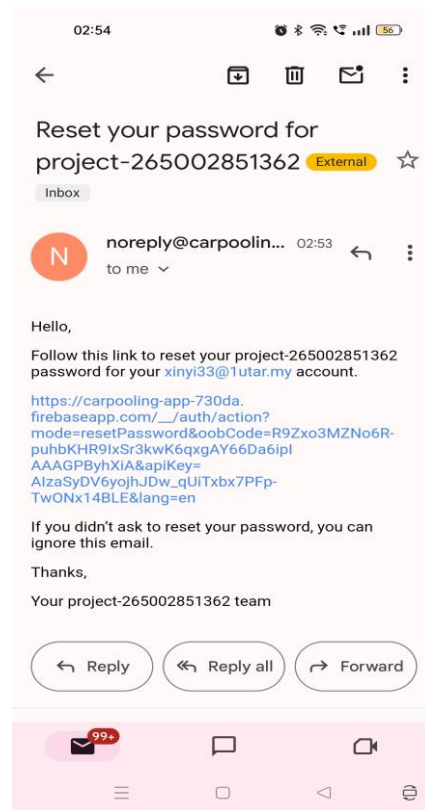 02:54
56
Reset your password for
project-265002851362 External
Inbox
N
noreply@carpoolin... 02:53
to me
Hello,
Follow this link to reset your project-265002851362
password for your xinyi33@1utar.my account.
https://carpooling-app-730da.
firebaseapp.com/__/auth/action?
mode=resetPassword&oobCode=R9Zxo3MZNo6R-
puhbKHR9IxSr3kwK6qxgAY66Da6ipI
AAAGPByhXiA&apiKey=
AIzaSyDV6yojhJDw_qUiTxbx7PFp-
TwONx14BLE&lang=en
If you didn't ask to reset your password, you can
ignore this email.
Thanks,
Your project-265002851362 team
Reply
Reply all
Forward
99+